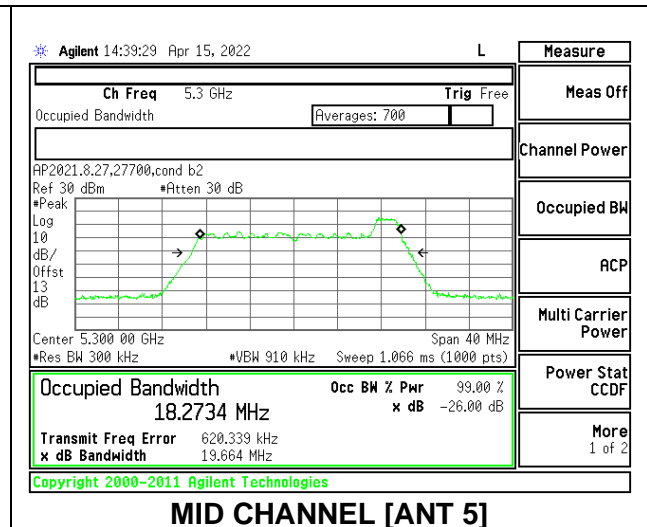 Agilent 14:39:29 Apr 15, 2022 L
Measure
Ch Freq 5.3 GHz Trig Free
Meas Off
Occupied Bandwidth Averages: 700
Channel Power
AP2021.8.27,27700,cond b2
Ref 30 dBm #Atten 30 dB
#Peak
Occupied BW
Log
10
dB/
Offst
ACP
13
dB
Multi Carrier
Power
Center 5.300 00 GHz Span 40 MHz
#Res BW 300 kHz #VBW 910 kHz Sweep 1.066 ms (1000 pts)
Power Stat
CCDF
Occupied Bandwidth Occ BW % Pwr 99.00 %
18.2734 MHz x dB -26.00 dB
Transmit Freq Error 620.339 kHz
x dB Bandwidth 19.664 MHz
More
1 of 2
Copyright 2000-2011 Agilent Technologies
MID CHANNEL [ANT 5]